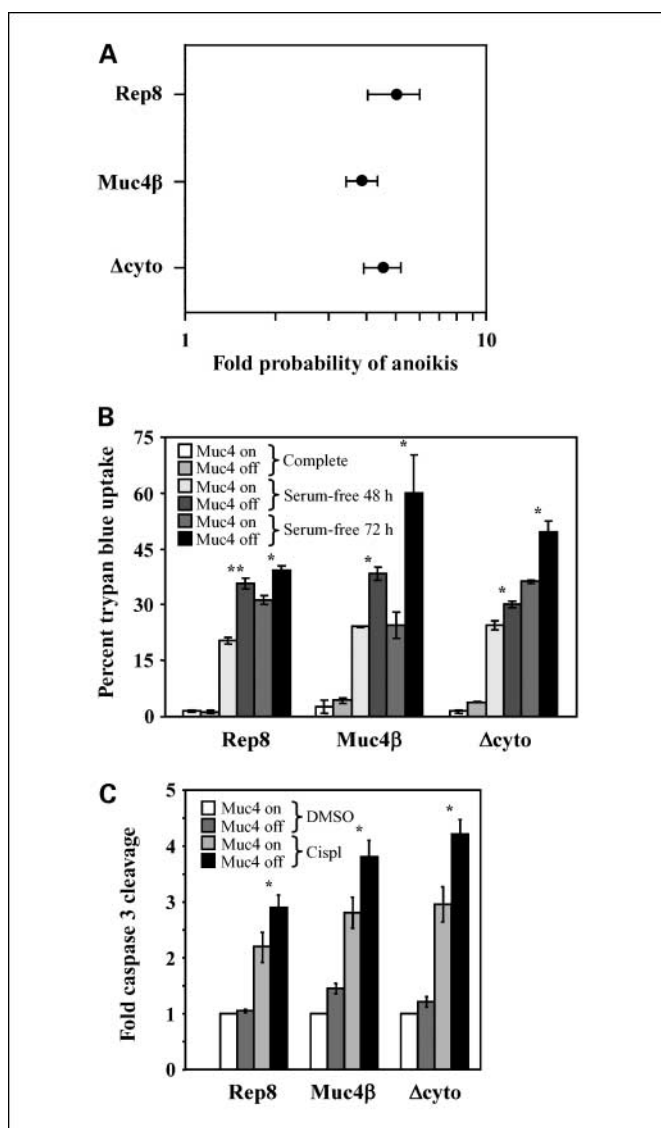 A
Rep8
Muc4β
Δcyto
1
10
Fold probability of anoikis
B
Percent trypan blue uptake
75
60
45
30
15
0
Muc4 on
Muc4 off
Complete
Muc4 on
Muc4 off
Serum-free 48 h
Muc4 on
Muc4 off
Serum-free 72 h
**
*
*
*
*
*
Rep8
Muc4β
Δcyto
C
Fold caspase 3 cleavage
5
4
3
2
1
0
Muc4 on
Muc4 off
DMSO
Muc4 on
Muc4 off
Cispl
*
*
*
Rep8
Muc4β
Δcyto